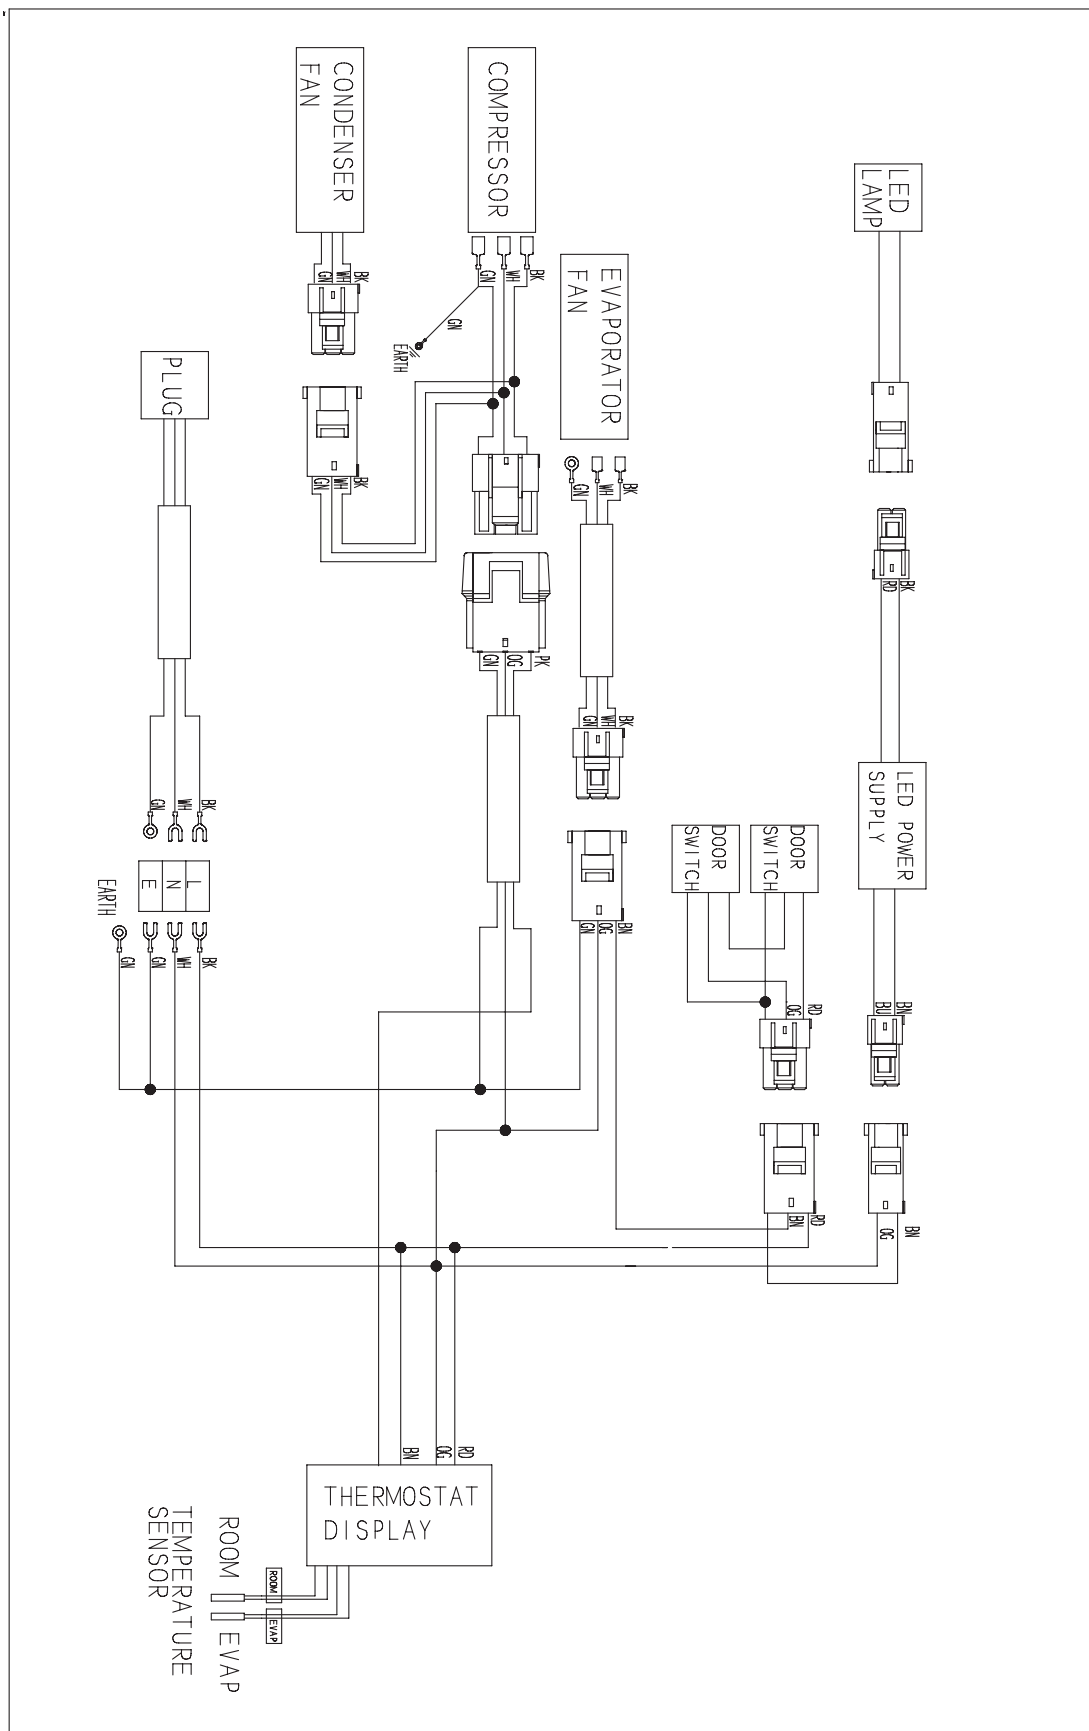 CONDENSER
FAN
COMPRESSOR
LED
LAMP
EVAPORATOR
FAN
BK
WH
GN
BK
WH
GN
GN
EARTH
PLUG
BK
WH
GN
BK
WH
GN
BK
RD
PK
OG
GN
BK
WH
GN
LED POWER
SUPPLY
DOOR
SWITCH
DOOR
SWITCH
BK
WH
GN
L
N
E
EARTH
BK
WH
GN
GN
BN
OG
GN
RD
OG
BN
BU
RD
BN
BN
OG
BN
OG
RD
THERMOSTAT
DISPLAY
ROOM
EVAP
ROOM
EVAP
TEMPERATURE
SENSOR